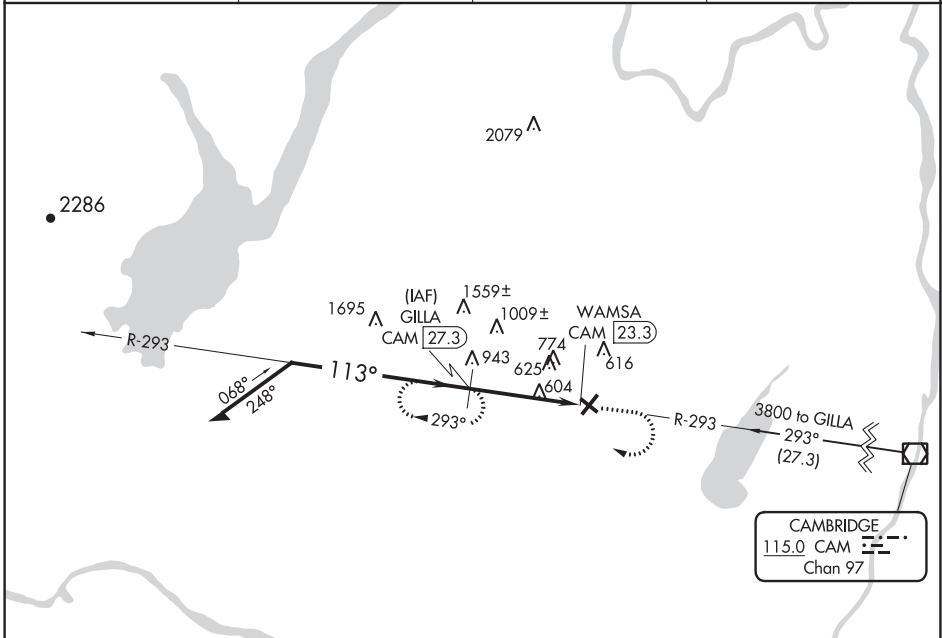 2079
2286
1695
(IAF)
GILLA
CAM 27.3
1559±
1009±
943
774
625
604
WAMSA
CAM 23.3
616
R-293
113°
068°
248°
293°
R-293
3800 to GILLA
293°
(27.3)
CAMBRIDGE
115.0 CAM
Chan 97